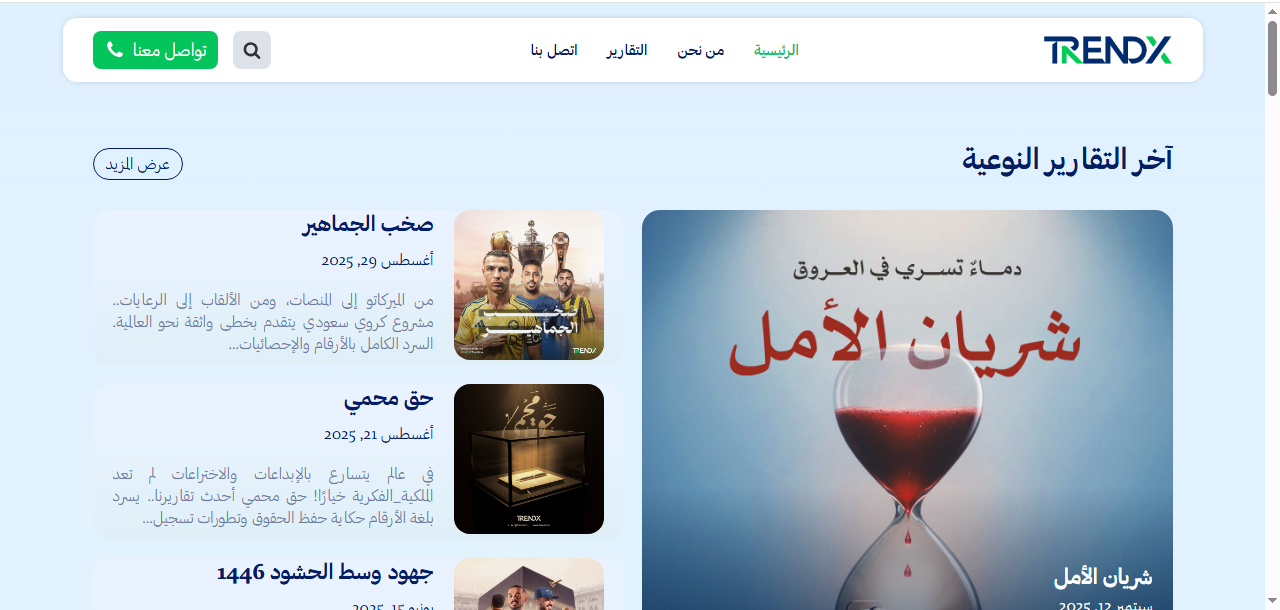 TRENDX
الرئيسية
من نحن
التقارير
اتصل بنا
تواصل معنا
آخر التقارير النوعية
عرض المزيد
دمـاءٌ تسـري في العـروق
شريان الأمل
شريان الأمل
سبتمبر 12, 2025
صخب
الجماهير
TRENDX
صخب الجماهير
أغسطس 29, 2025
من الميركاتو إلى المنصات، ومن الألقاب إلى الرعايات..
مشروع كروي سعودي يتقدم بخطى واثقة نحو العالمية.
السرد الكامل بالأرقام والإحصائيات...
حق محمي
TRENDX
حق محمي
أغسطس 21, 2025
في عالم يتسارع بالإبداعات والاختراعات لم تعد
الملكية_الفكرية خيارًا! حق محمي أحدث تقاريرنا.. يسرد
بلغة الأرقام حكاية حفظ الحقوق وتطورات تسجيل...
جهود وسط الحشود 1446
يونيو 15, 2025